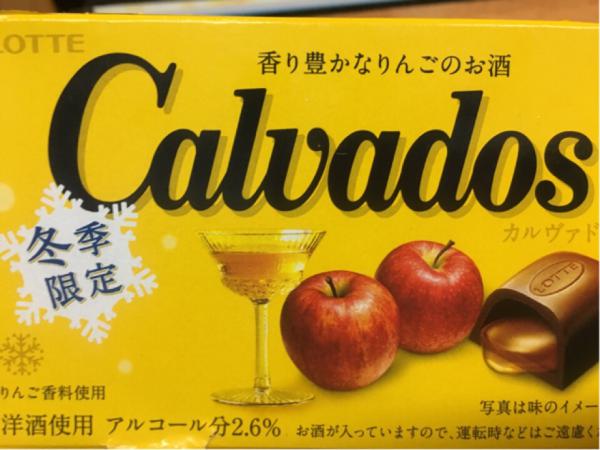 LOTTE
香り豊かなりんごのお酒
Calvados
カルヴァド
冬季
限定
LOTTE
りんご香料使用
洋酒使用 アルコール分2.6%
写真は味のイメー
お酒が入っていますので、運転時などはご遠慮く